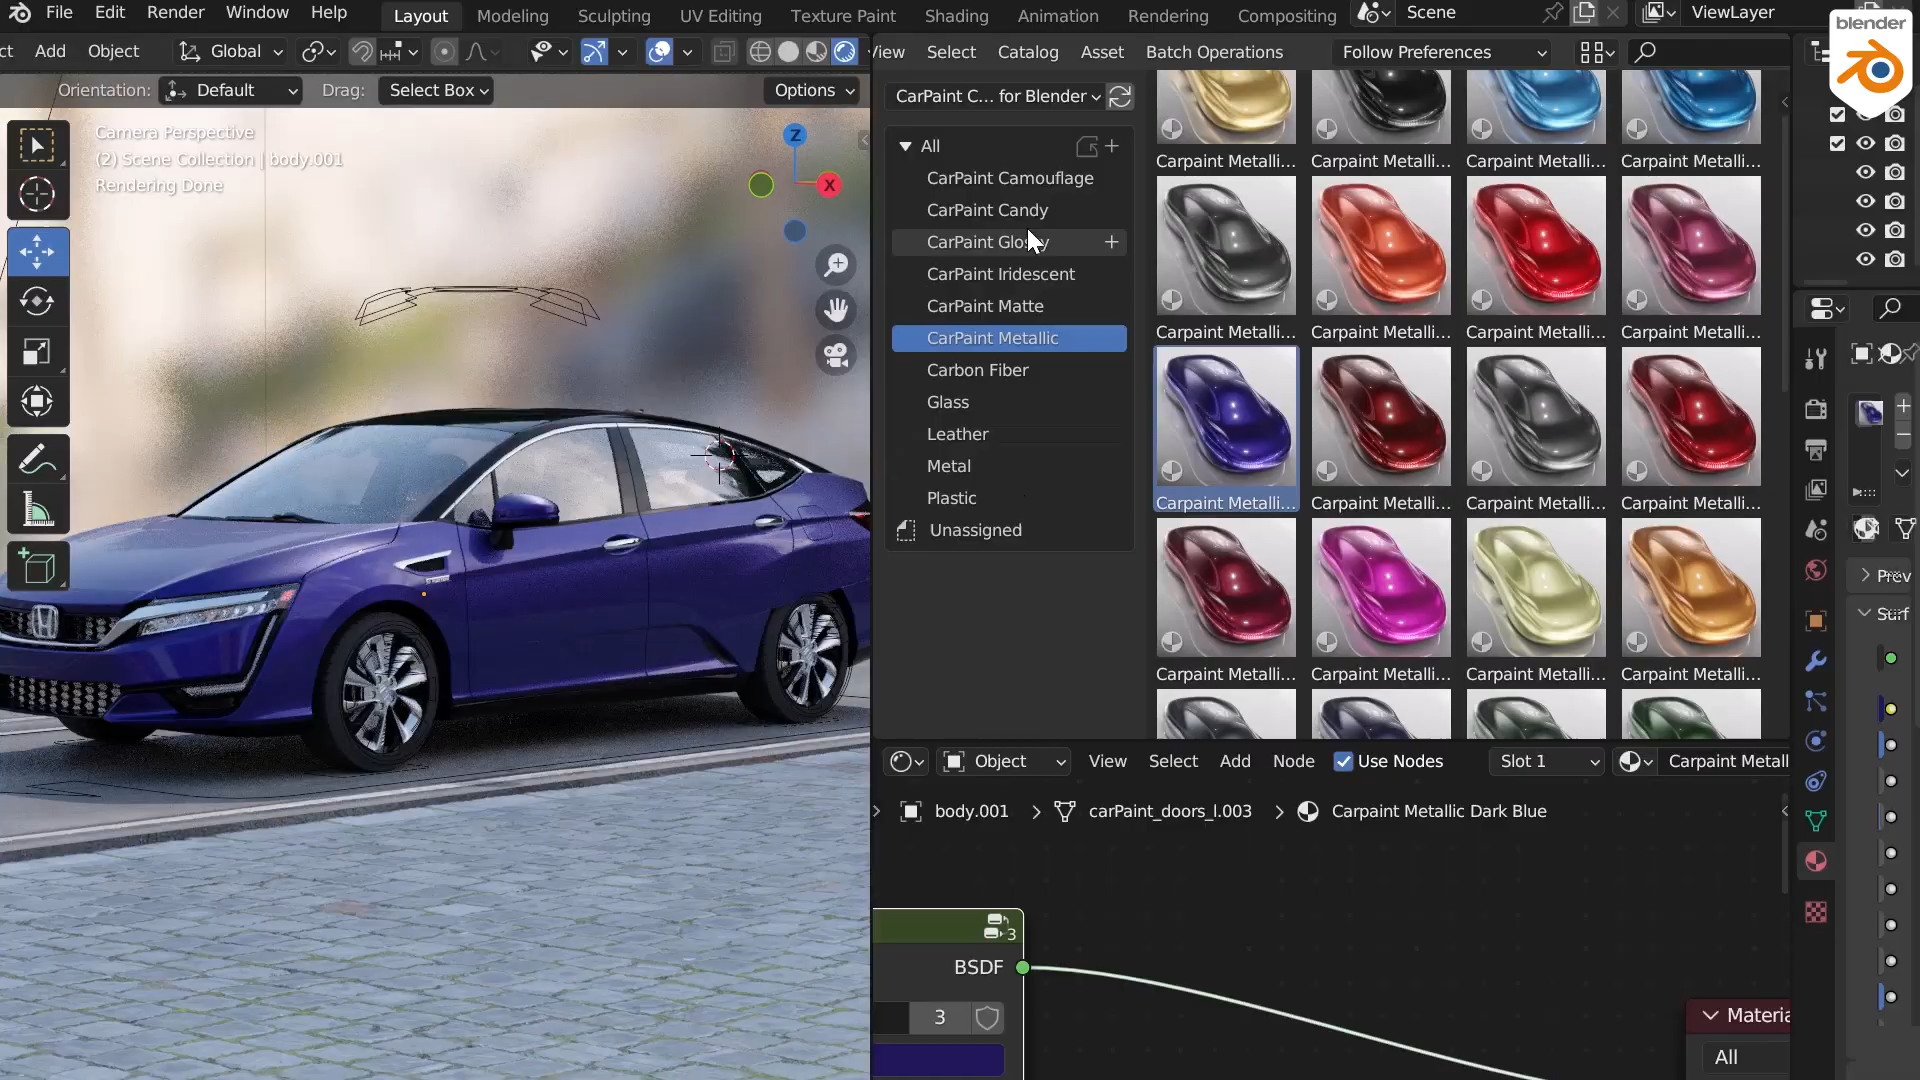 File Edit Render Window Help Layout Modeling Sculpting UV Editing Texture Paint Shading Animation Rendering Compositing Scene ViewLayer
blender
Add Object Global
View Select Catalog Asset Batch Operations Follow Preferences
Orientation: Default Drag: Select Box Options
CarPaint C... for Blender
Camera Perspective
(2) Scene Collection | body.001
Rendering Done
Z
X
All
CarPaint Camouflage
CarPaint Candy
CarPaint Glossy
CarPaint Iridescent
CarPaint Matte
CarPaint Metallic
Carbon Fiber
Glass
Leather
Metal
Plastic
Unassigned
Carpaint Metalli... Carpaint Metalli... Carpaint Metalli... Carpaint Metalli...
Carpaint Metalli... Carpaint Metalli... Carpaint Metalli... Carpaint Metalli...
Carpaint Metalli... Carpaint Metalli... Carpaint Metalli... Carpaint Metalli...
Carpaint Metalli... Carpaint Metalli... Carpaint Metalli... Carpaint Metalli...
Prev
Surf
Object View Select Add Node Use Nodes Slot 1 Carpaint Metall
body.001 carPaint_doors_l.003 Carpaint Metallic Dark Blue
3
BSDF
3
Materia
All